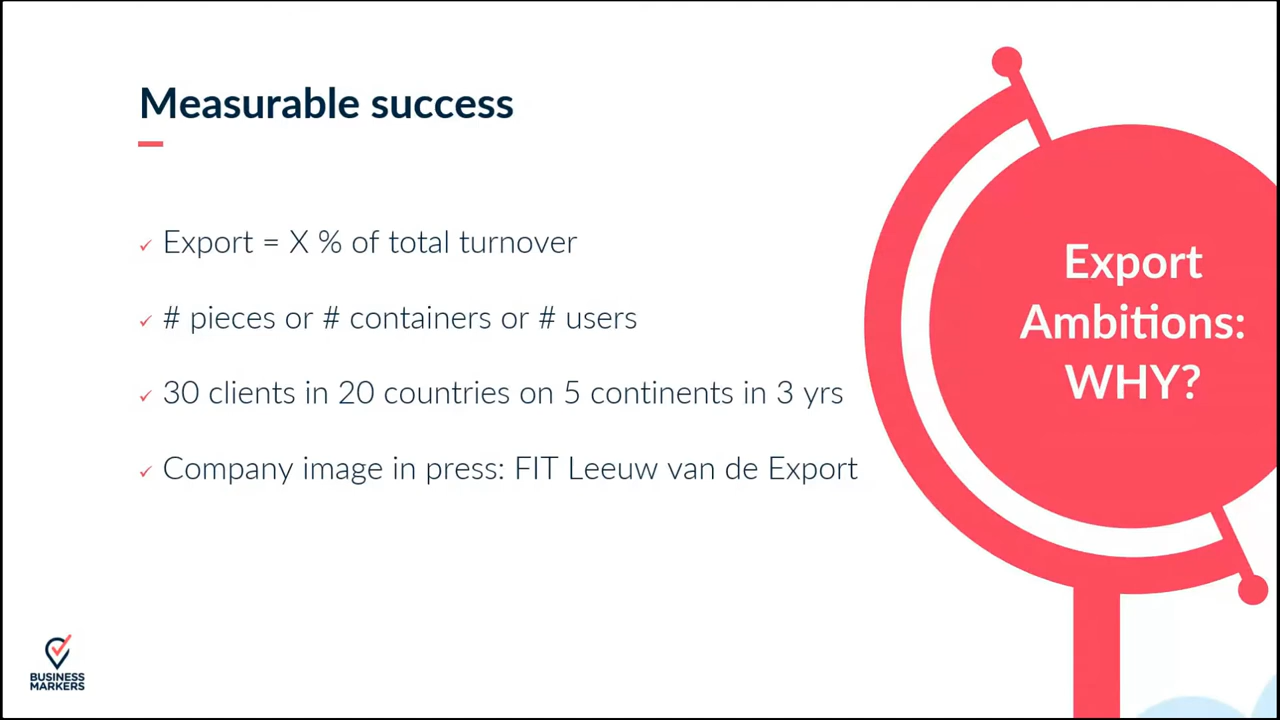 Measurable success
Export = X % of total turnover
# pieces or # containers or # users
30 clients in 20 countries on 5 continents in 3 yrs
Company image in press: FIT Leeuw van de Export
Export
Ambitions:
WHY?
BUSINESS
MARKERS